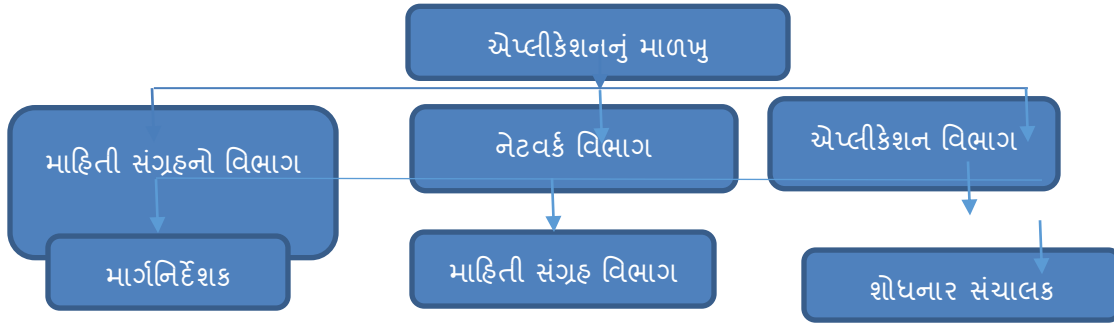 એપ્લીકેશનનું માળખુ
માહિતી સંગ્રહનો વિભાગ
નેટવર્ક વિભાગ
એપ્લીકેશન વિભાગ
માર્ગનિર્દેશક
માહિતી સંગ્રહ વિભાગ
શોધનાર સંચાલક